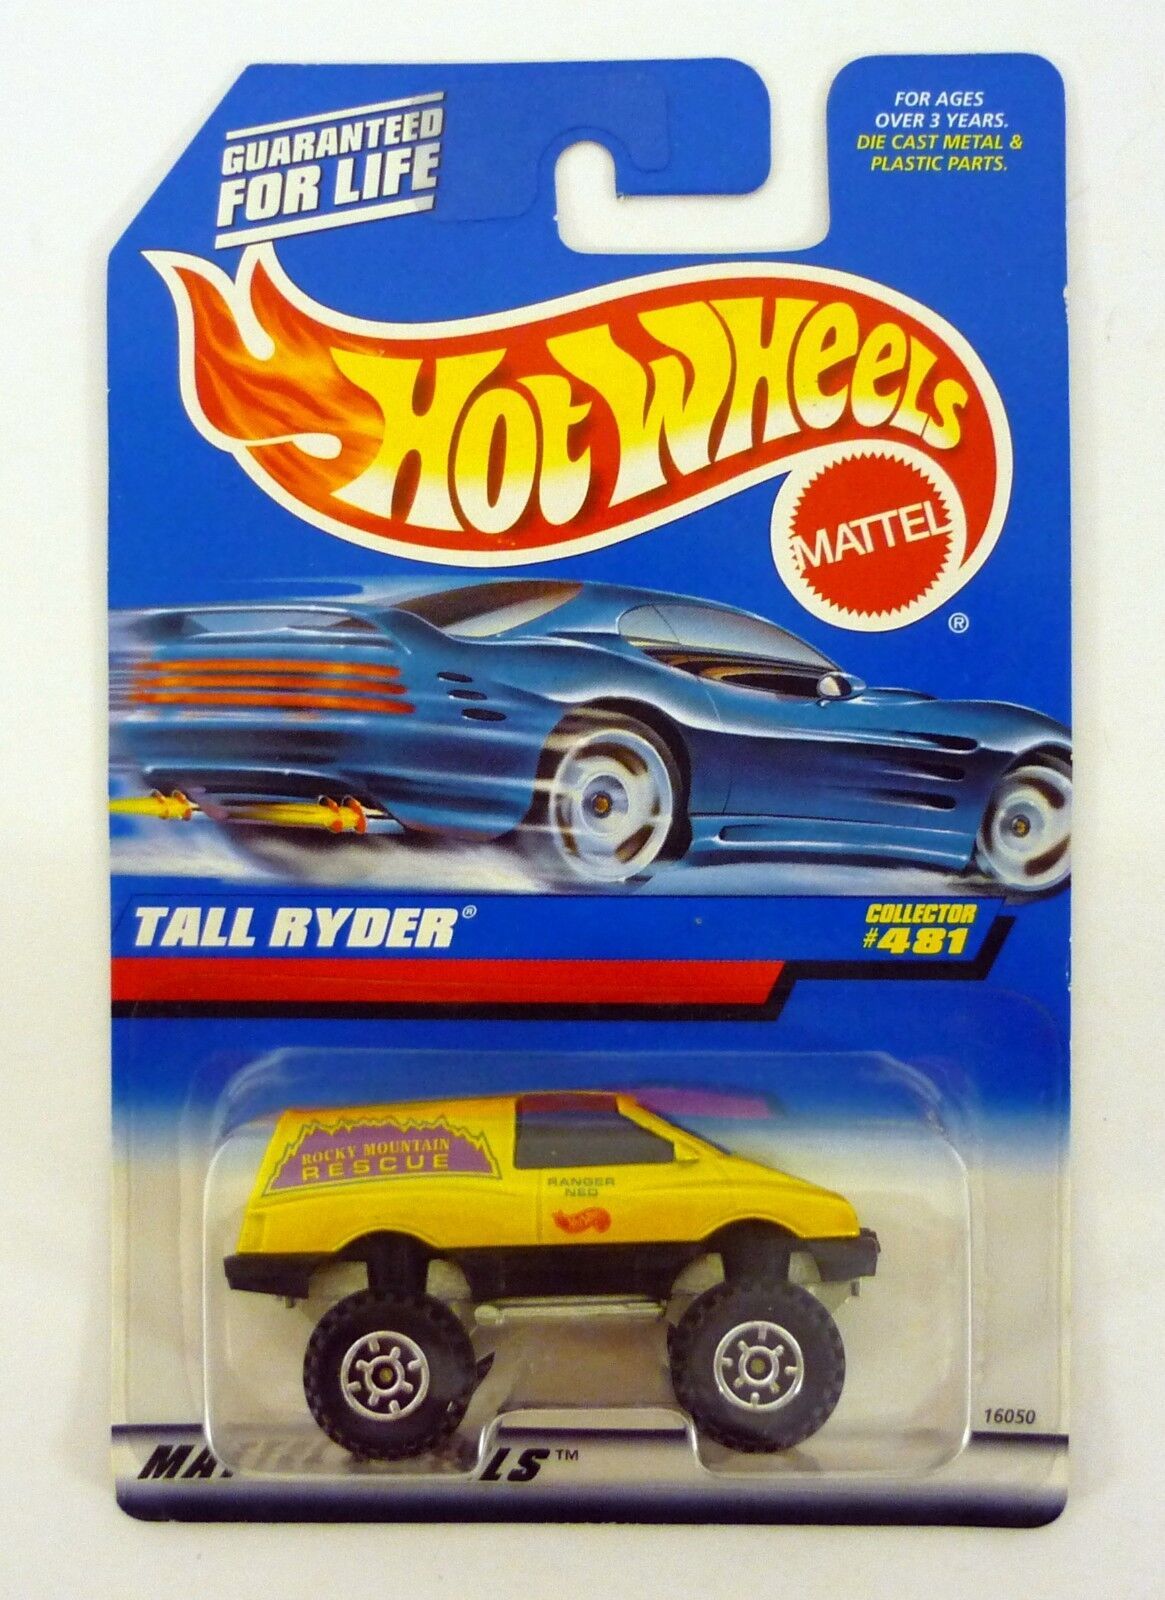 GUARANTEED
FOR LIFE
FOR AGES
OVER 3 YEARS.
DIE CAST METAL &
PLASTIC PARTS.
HOT WHEELS
MATTEL
®
TALL RYDER®
COLLECTOR
#481
ROCKY MOUNTAIN
RESCUE
RANGER
NED
16050